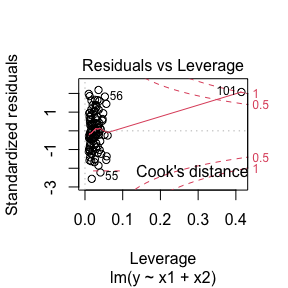 Residuals vs Leverage
Standardized residuals
1
-1
-3
56
101
55
1
0.5
0.5
1
Cook's distance
0.0 0.1 0.2 0.3 0.4
Leverage
lm(y ~ x1 + x2)